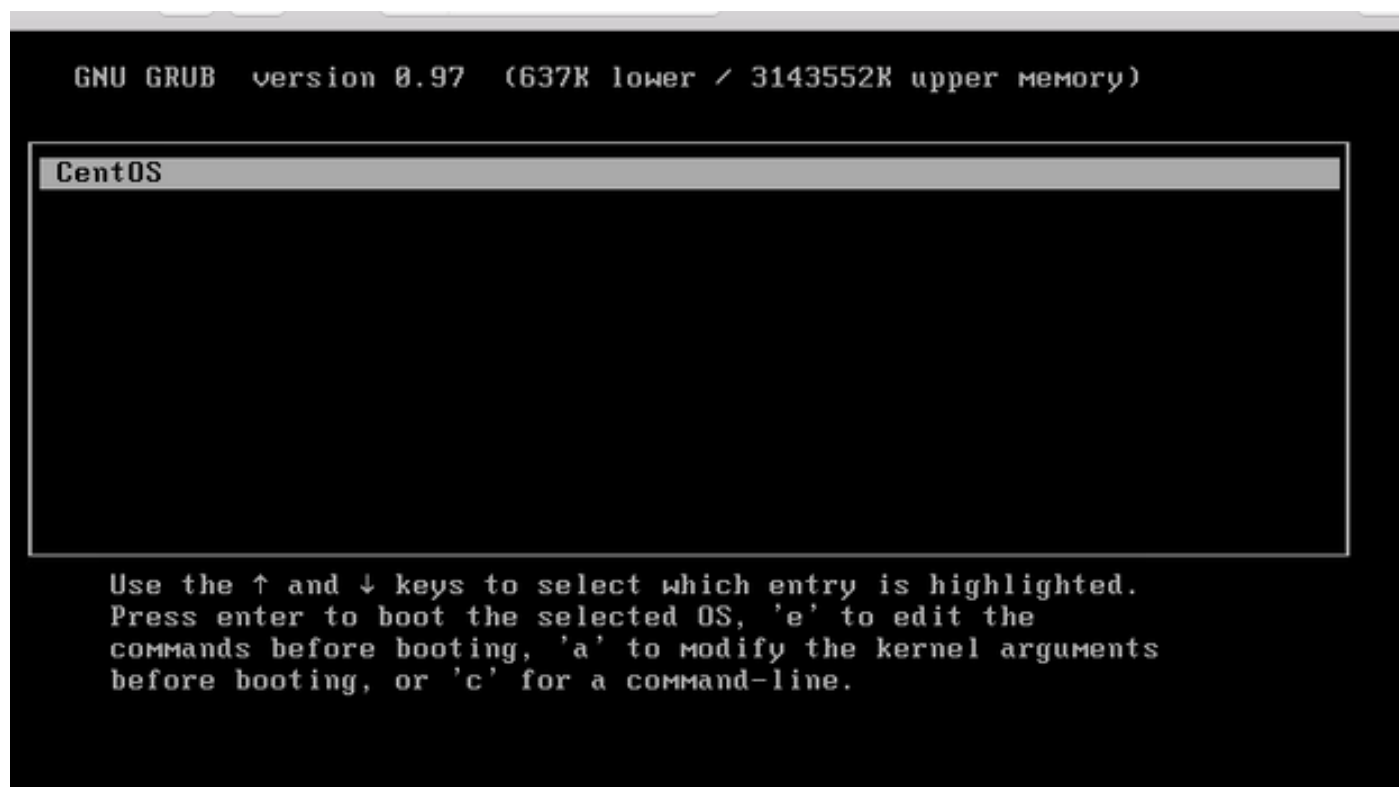 GNU GRUB version 0.97 (637K lower / 3143552K upper memory)
CentOS
Use the ↑ and ↓ keys to select which entry is highlighted.
Press enter to boot the selected OS, 'e' to edit the
commands before booting, 'a' to modify the kernel arguments
before booting, or 'c' for a command-line.